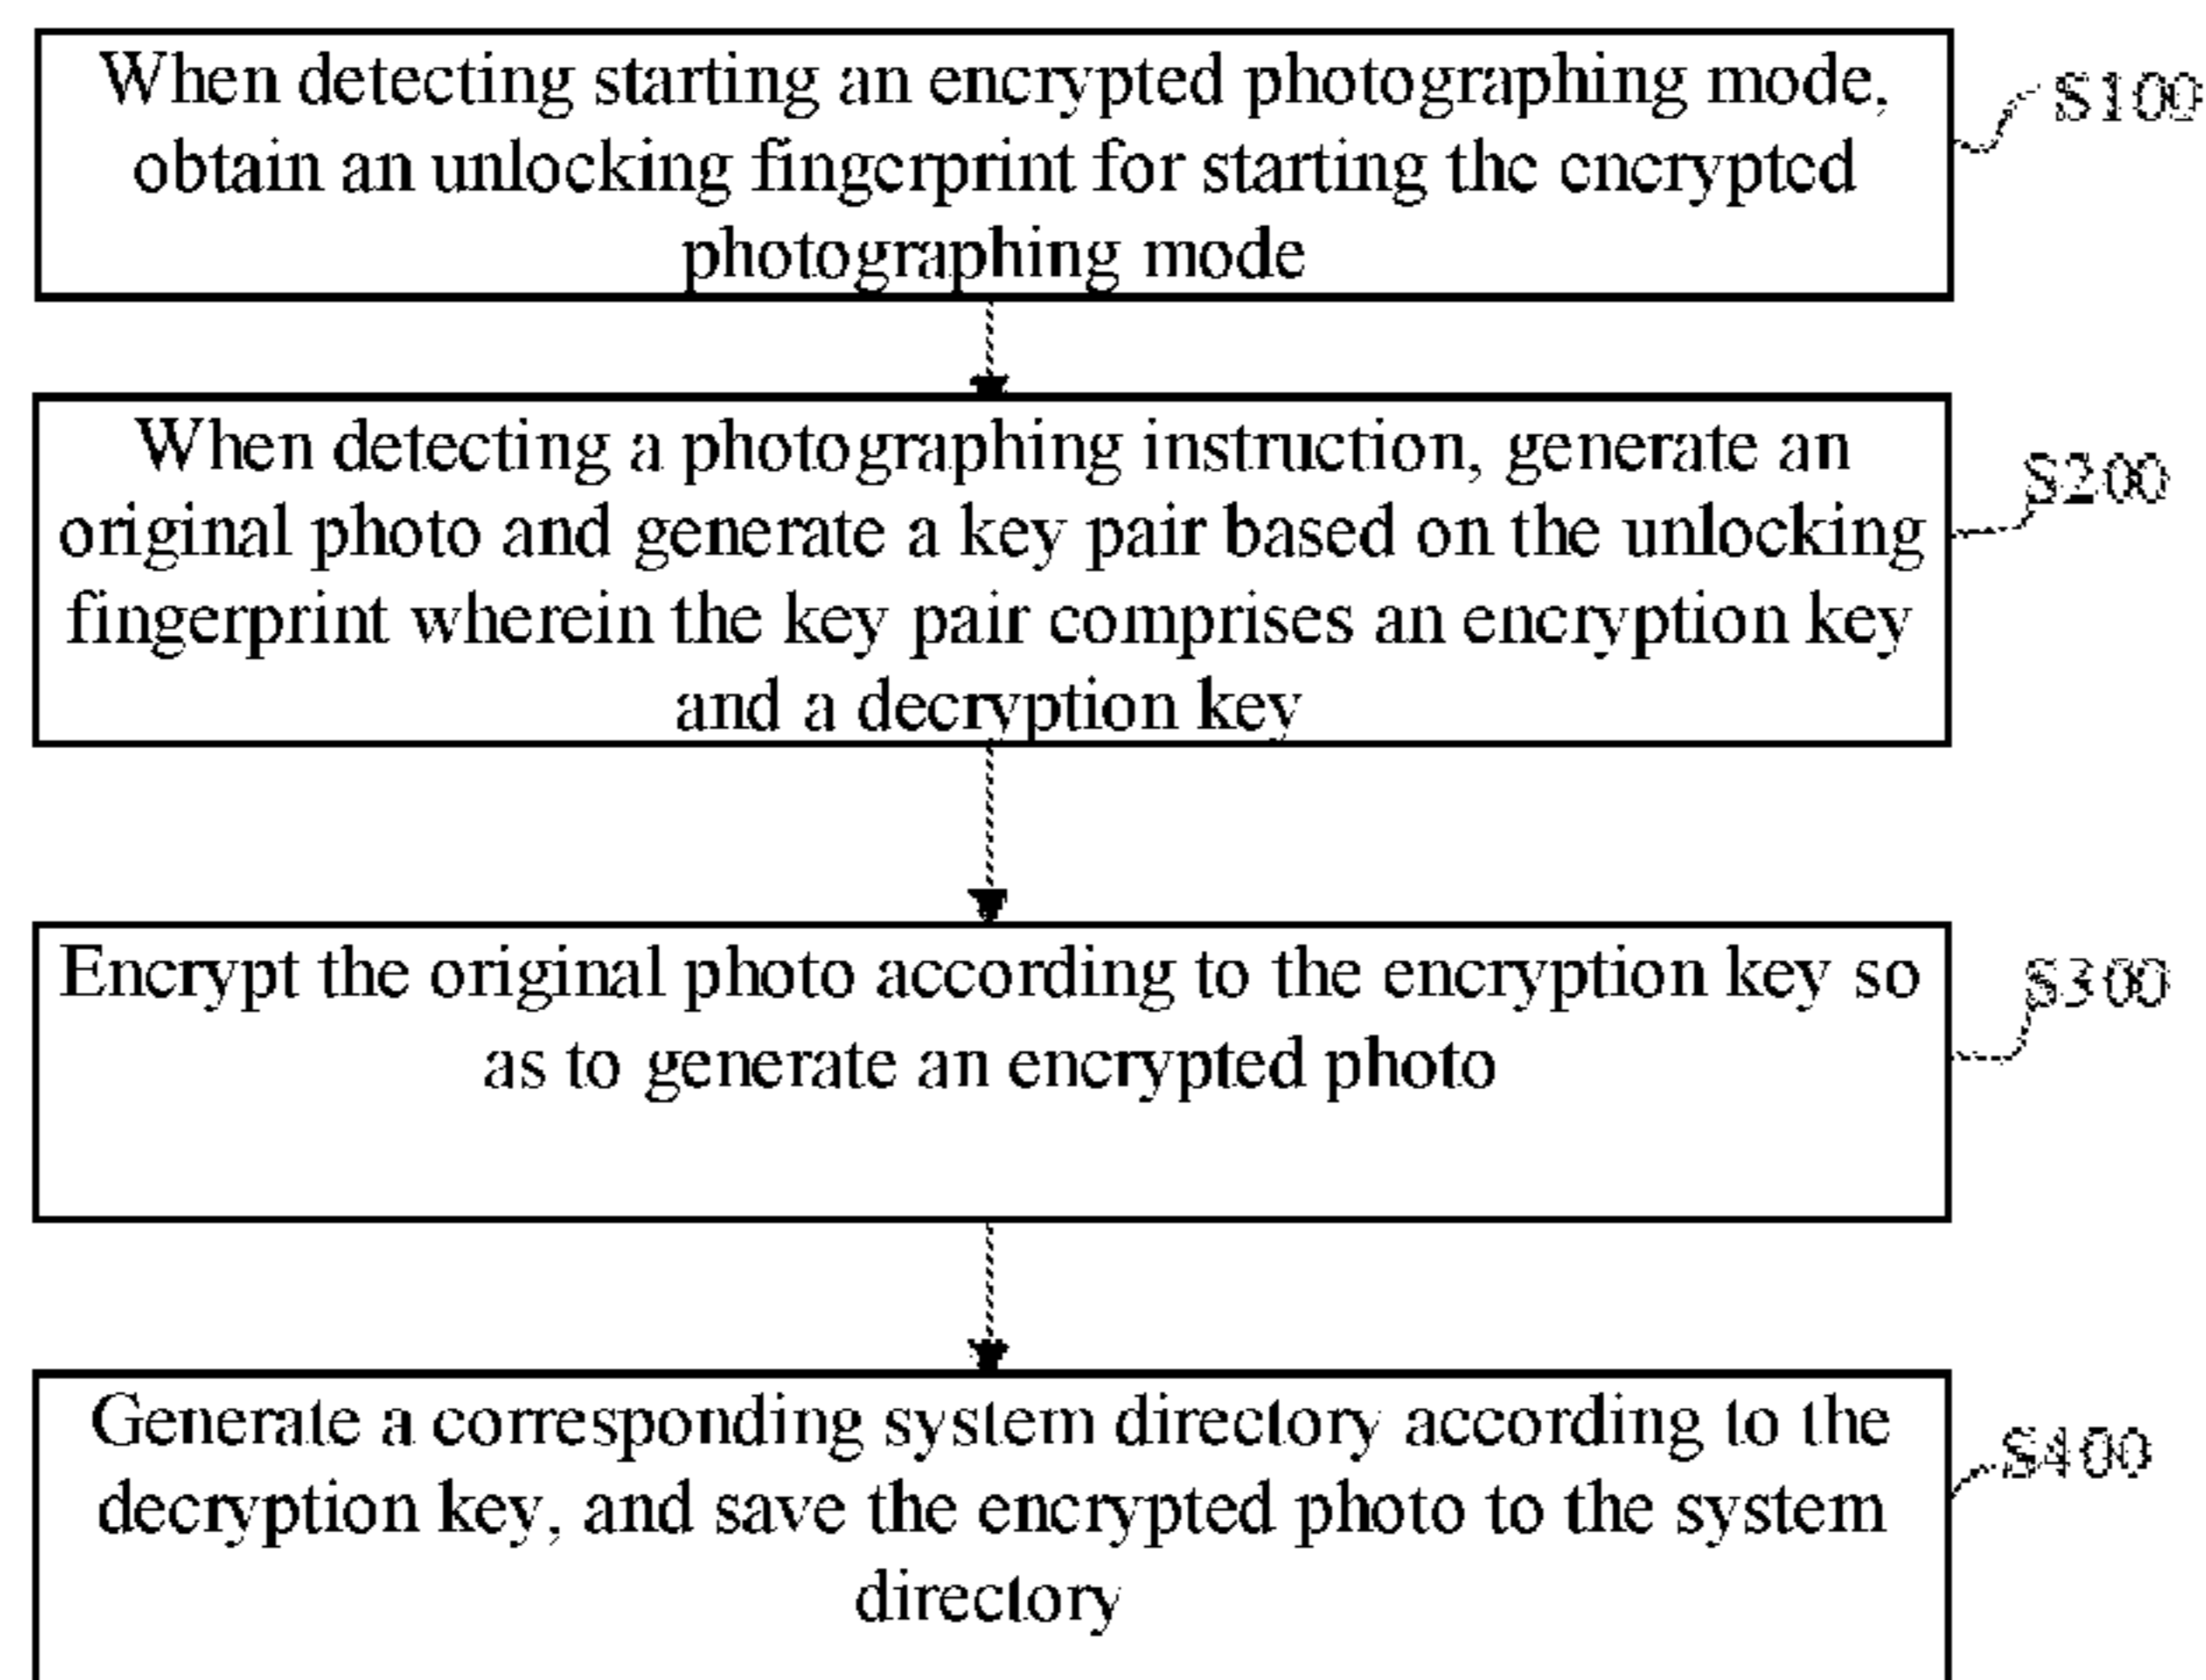 When detecting starting an encrypted photographing mode,
obtain an unlocking fingerprint for starting the encrypted
photographing mode
S100
When detecting a photographing instruction, generate an
original photo and generate a key pair based on the unlocking
fingerprint wherein the key pair comprises an encryption key
and a decryption key
S200
Encrypt the original photo according to the encryption key so
as to generate an encrypted photo
S300
Generate a corresponding system directory according to the
decryption key, and save the encrypted photo to the system
directory
S400